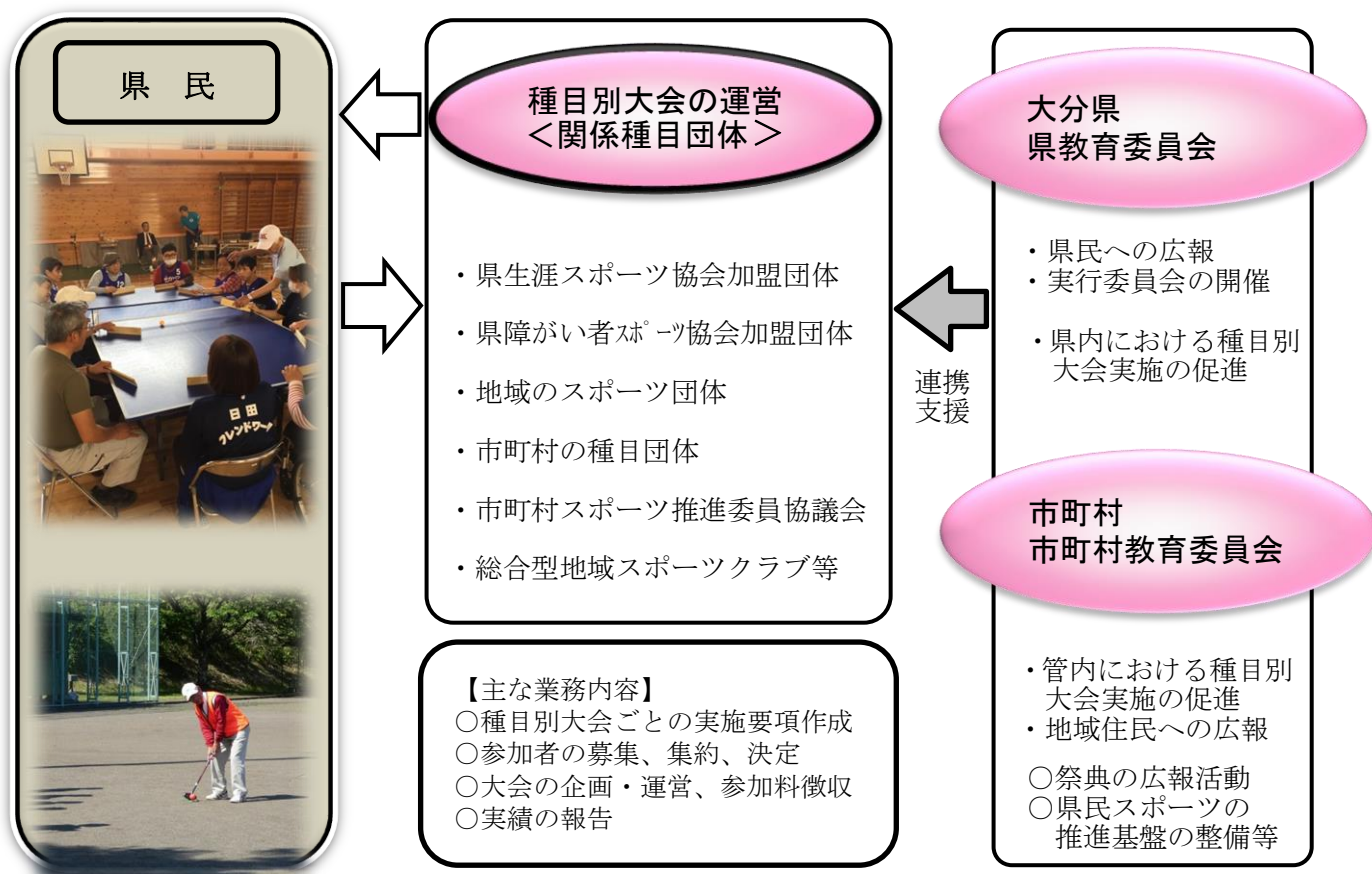 県 民
日田
フレンドワーク
種目別大会の運営
＜関係種目団体＞
・県生涯スポーツ協会加盟団体
・県障がい者ｽﾎﾟｰﾂ協会加盟団体
・地域のスポーツ団体
・市町村の種目団体
・市町村スポーツ推進委員協議会
・総合型地域スポーツクラブ等
【主な業務内容】
○種目別大会ごとの実施要項作成
○参加者の募集、集約、決定
○大会の企画・運営、参加料徴収
○実績の報告
連携
支援
大分県
県教育委員会
・県民への広報
・実行委員会の開催
・県内における種目別
大会実施の促進
市町村
市町村教育委員会
・管内における種目別
大会実施の促進
・地域住民への広報
○祭典の広報活動
○県民スポーツの
推進基盤の整備等